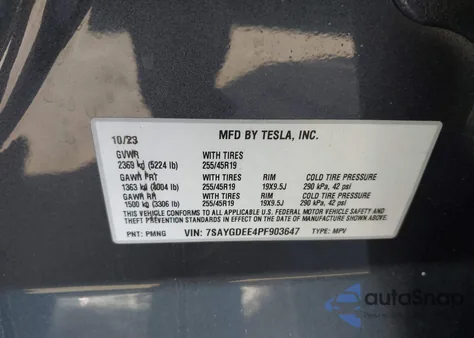 MFD BY TESLA, INC.
10/23
GVWR WITH TIRES
2369 kg (5224 lb) 255/45R19
GAWR FRT WITH TIRES RIM COLD TIRE PRESSURE
1363 kg (3004 lb) 255/45R19 19X9.5J 290 kPa, 42 psi
GAWR RR WITH TIRES RIM COLD TIRE PRESSURE
1500 kg (3306 lb) 255/45R19 19X9.5J 290 kPa, 42 psi
THIS VEHICLE CONFORMS TO ALL APPLICABLE U.S. FEDERAL MOTOR VEHICLE
SAFETY AND THEFT PREVENTION STANDARDS IN EFFECT ON THE DATE OF MANUFACTURE SHOWN ABOVE.
PNT: PMNG VIN: 7SAYGDEE4PF903647 TYPE: MPV
autoSnap